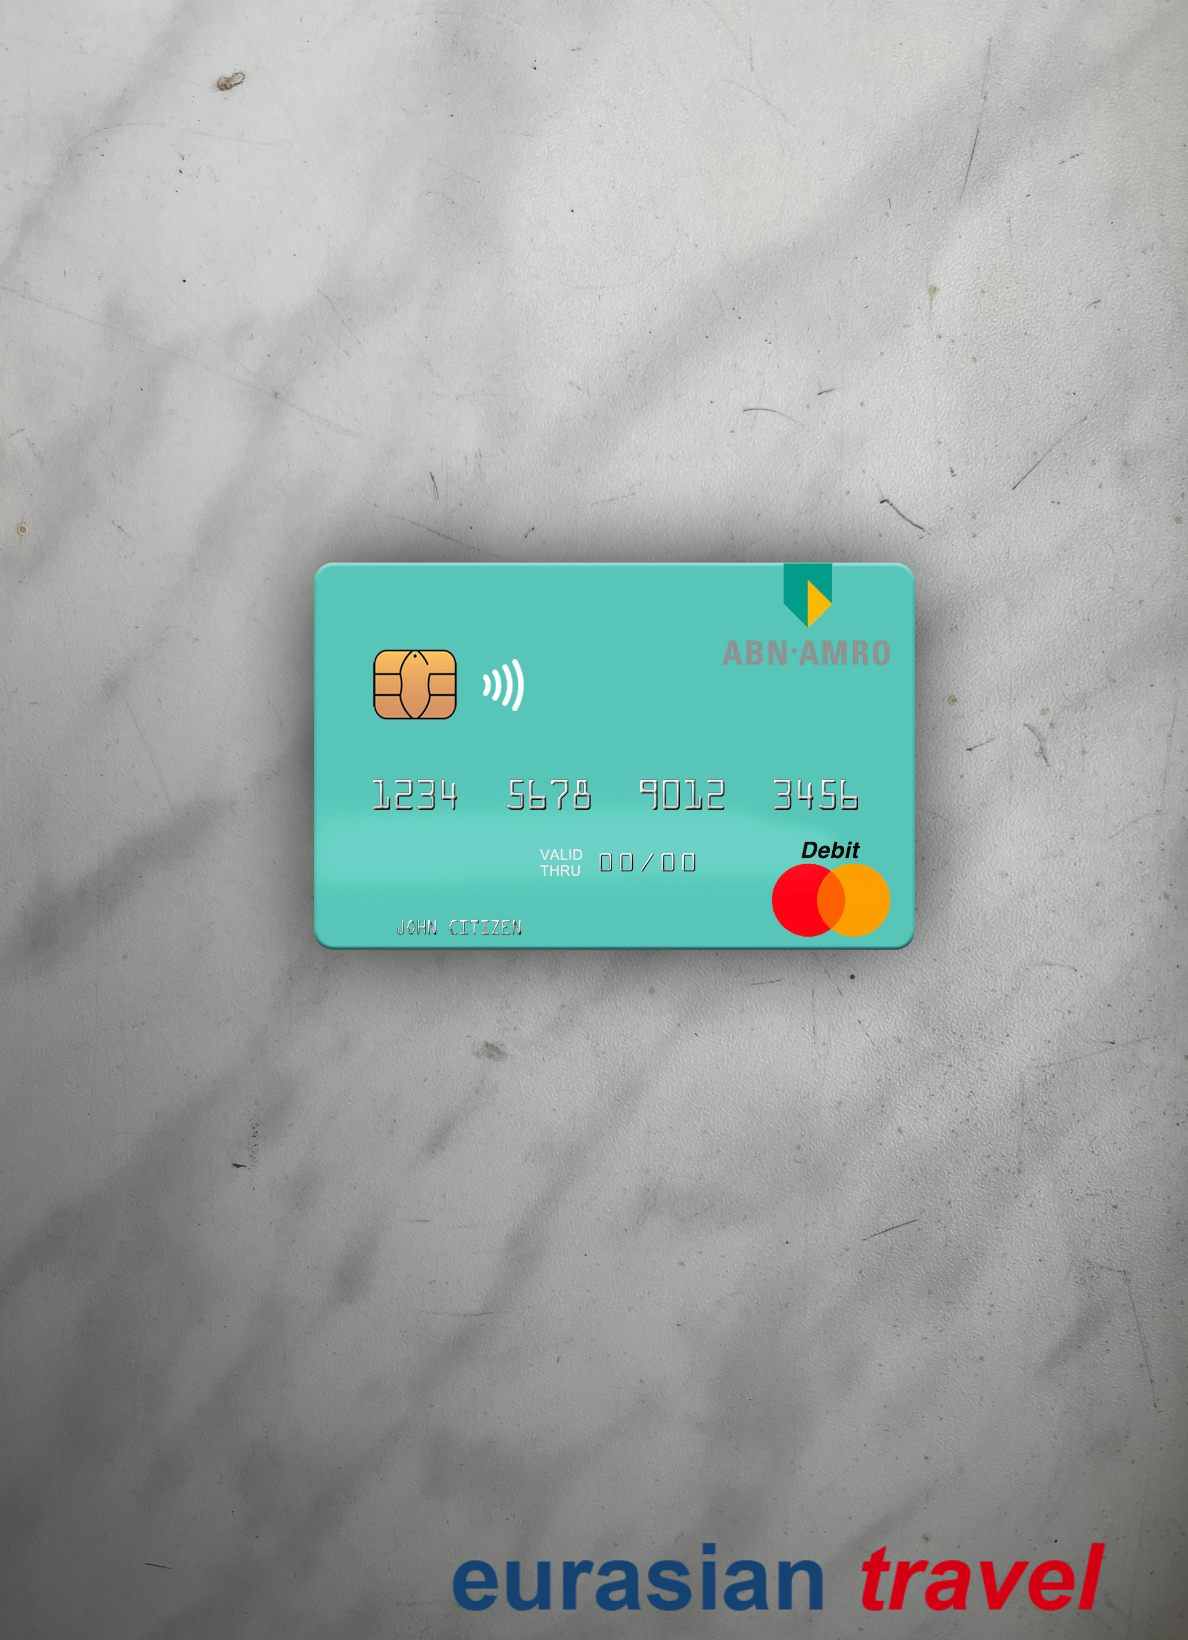 ABN·AMRO
1234 5678 9012 3456
VALID
THRU 00/00
Debit
JOHN CITIZEN
eurasian travel